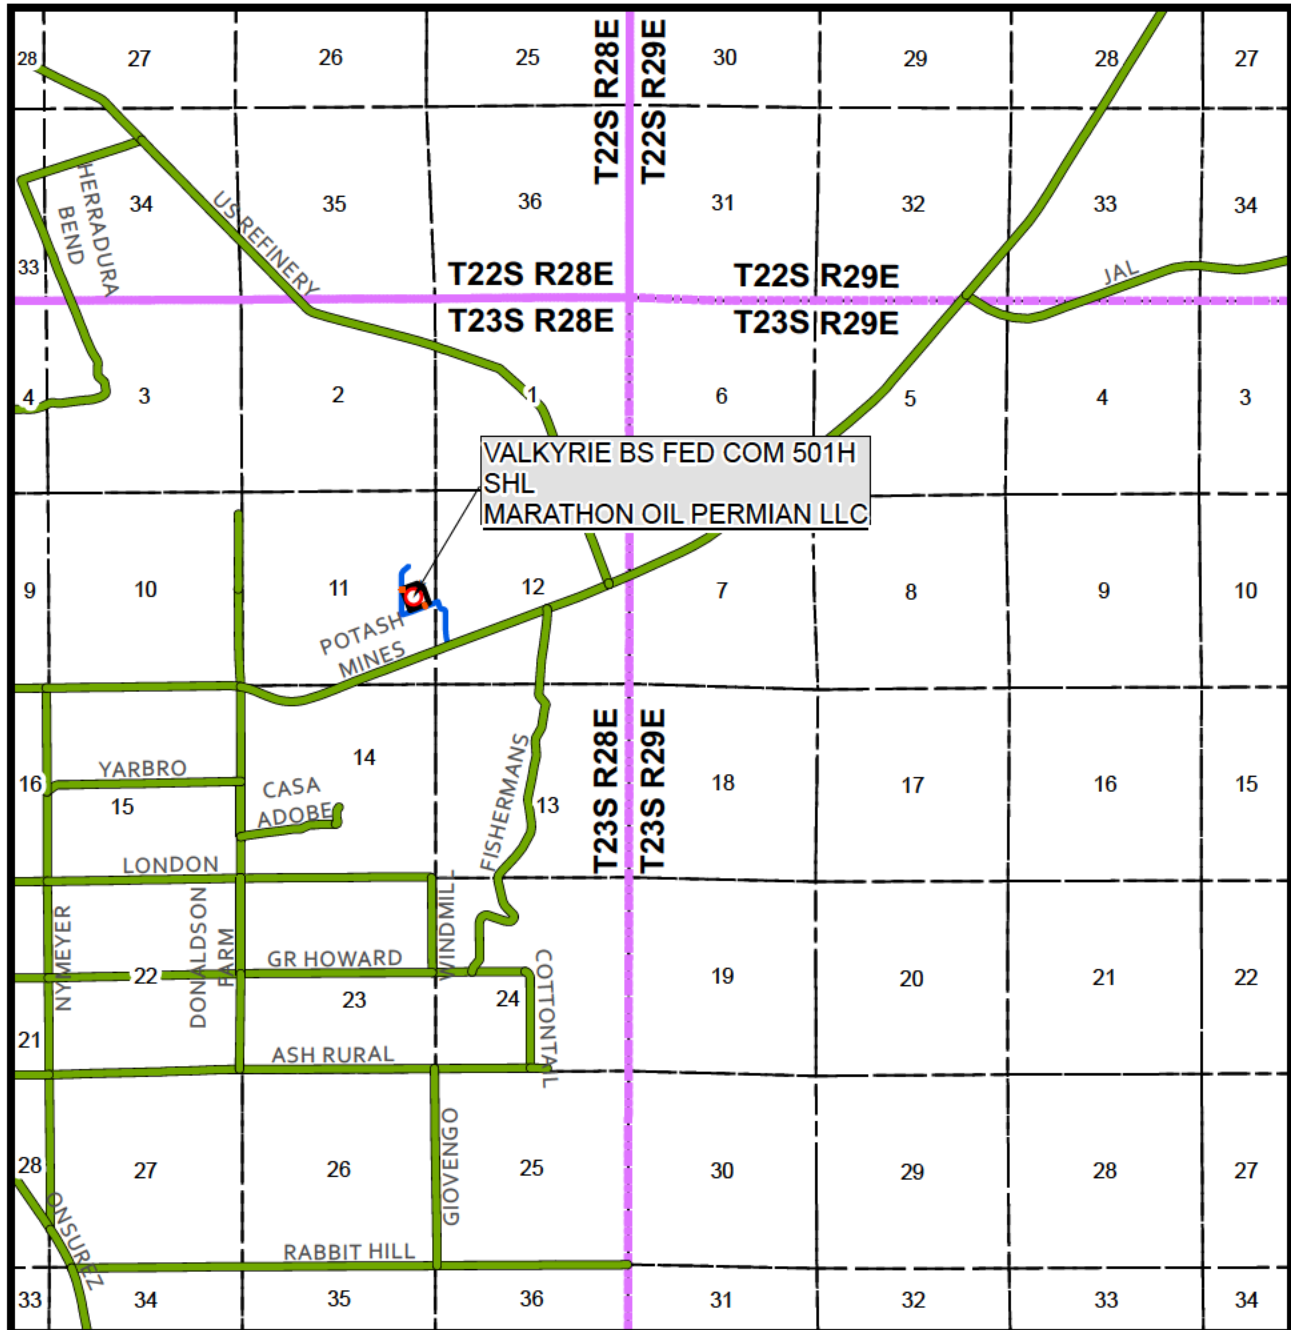 28 27 26 25 30 29 28 27
T22S R28E
T22S R29E
34 35 36 31 32 33 34
HERRADURA
BEND
US REFINERY
33
JAL
T22S R28E T22S R29E
T23S R28E T23S R29E
4 3 2 1 6 5 4 3
VALKYRIE BS FED COM 501H
SHL
MARATHON OIL PERMIAN LLC
9 10 11 12 7 8 9 10
POTASH
MINES
T23S R28E
T23S R29E
16 15 14 13 18 17 16 15
YARBRO
CASA
ADOBE
FISHERMANS
LONDON
NYMEYER
DONALDSON
FARM
WINDMILL
GR HOWARD
COTTONTAIL
21 22 23 24 19 20 21 22
ASH RURAL
28 27 26 25 30 29 28 27
GIOVENGO
ONSUREZ
RABBIT HILL
33 34 35 36 31 32 33 34